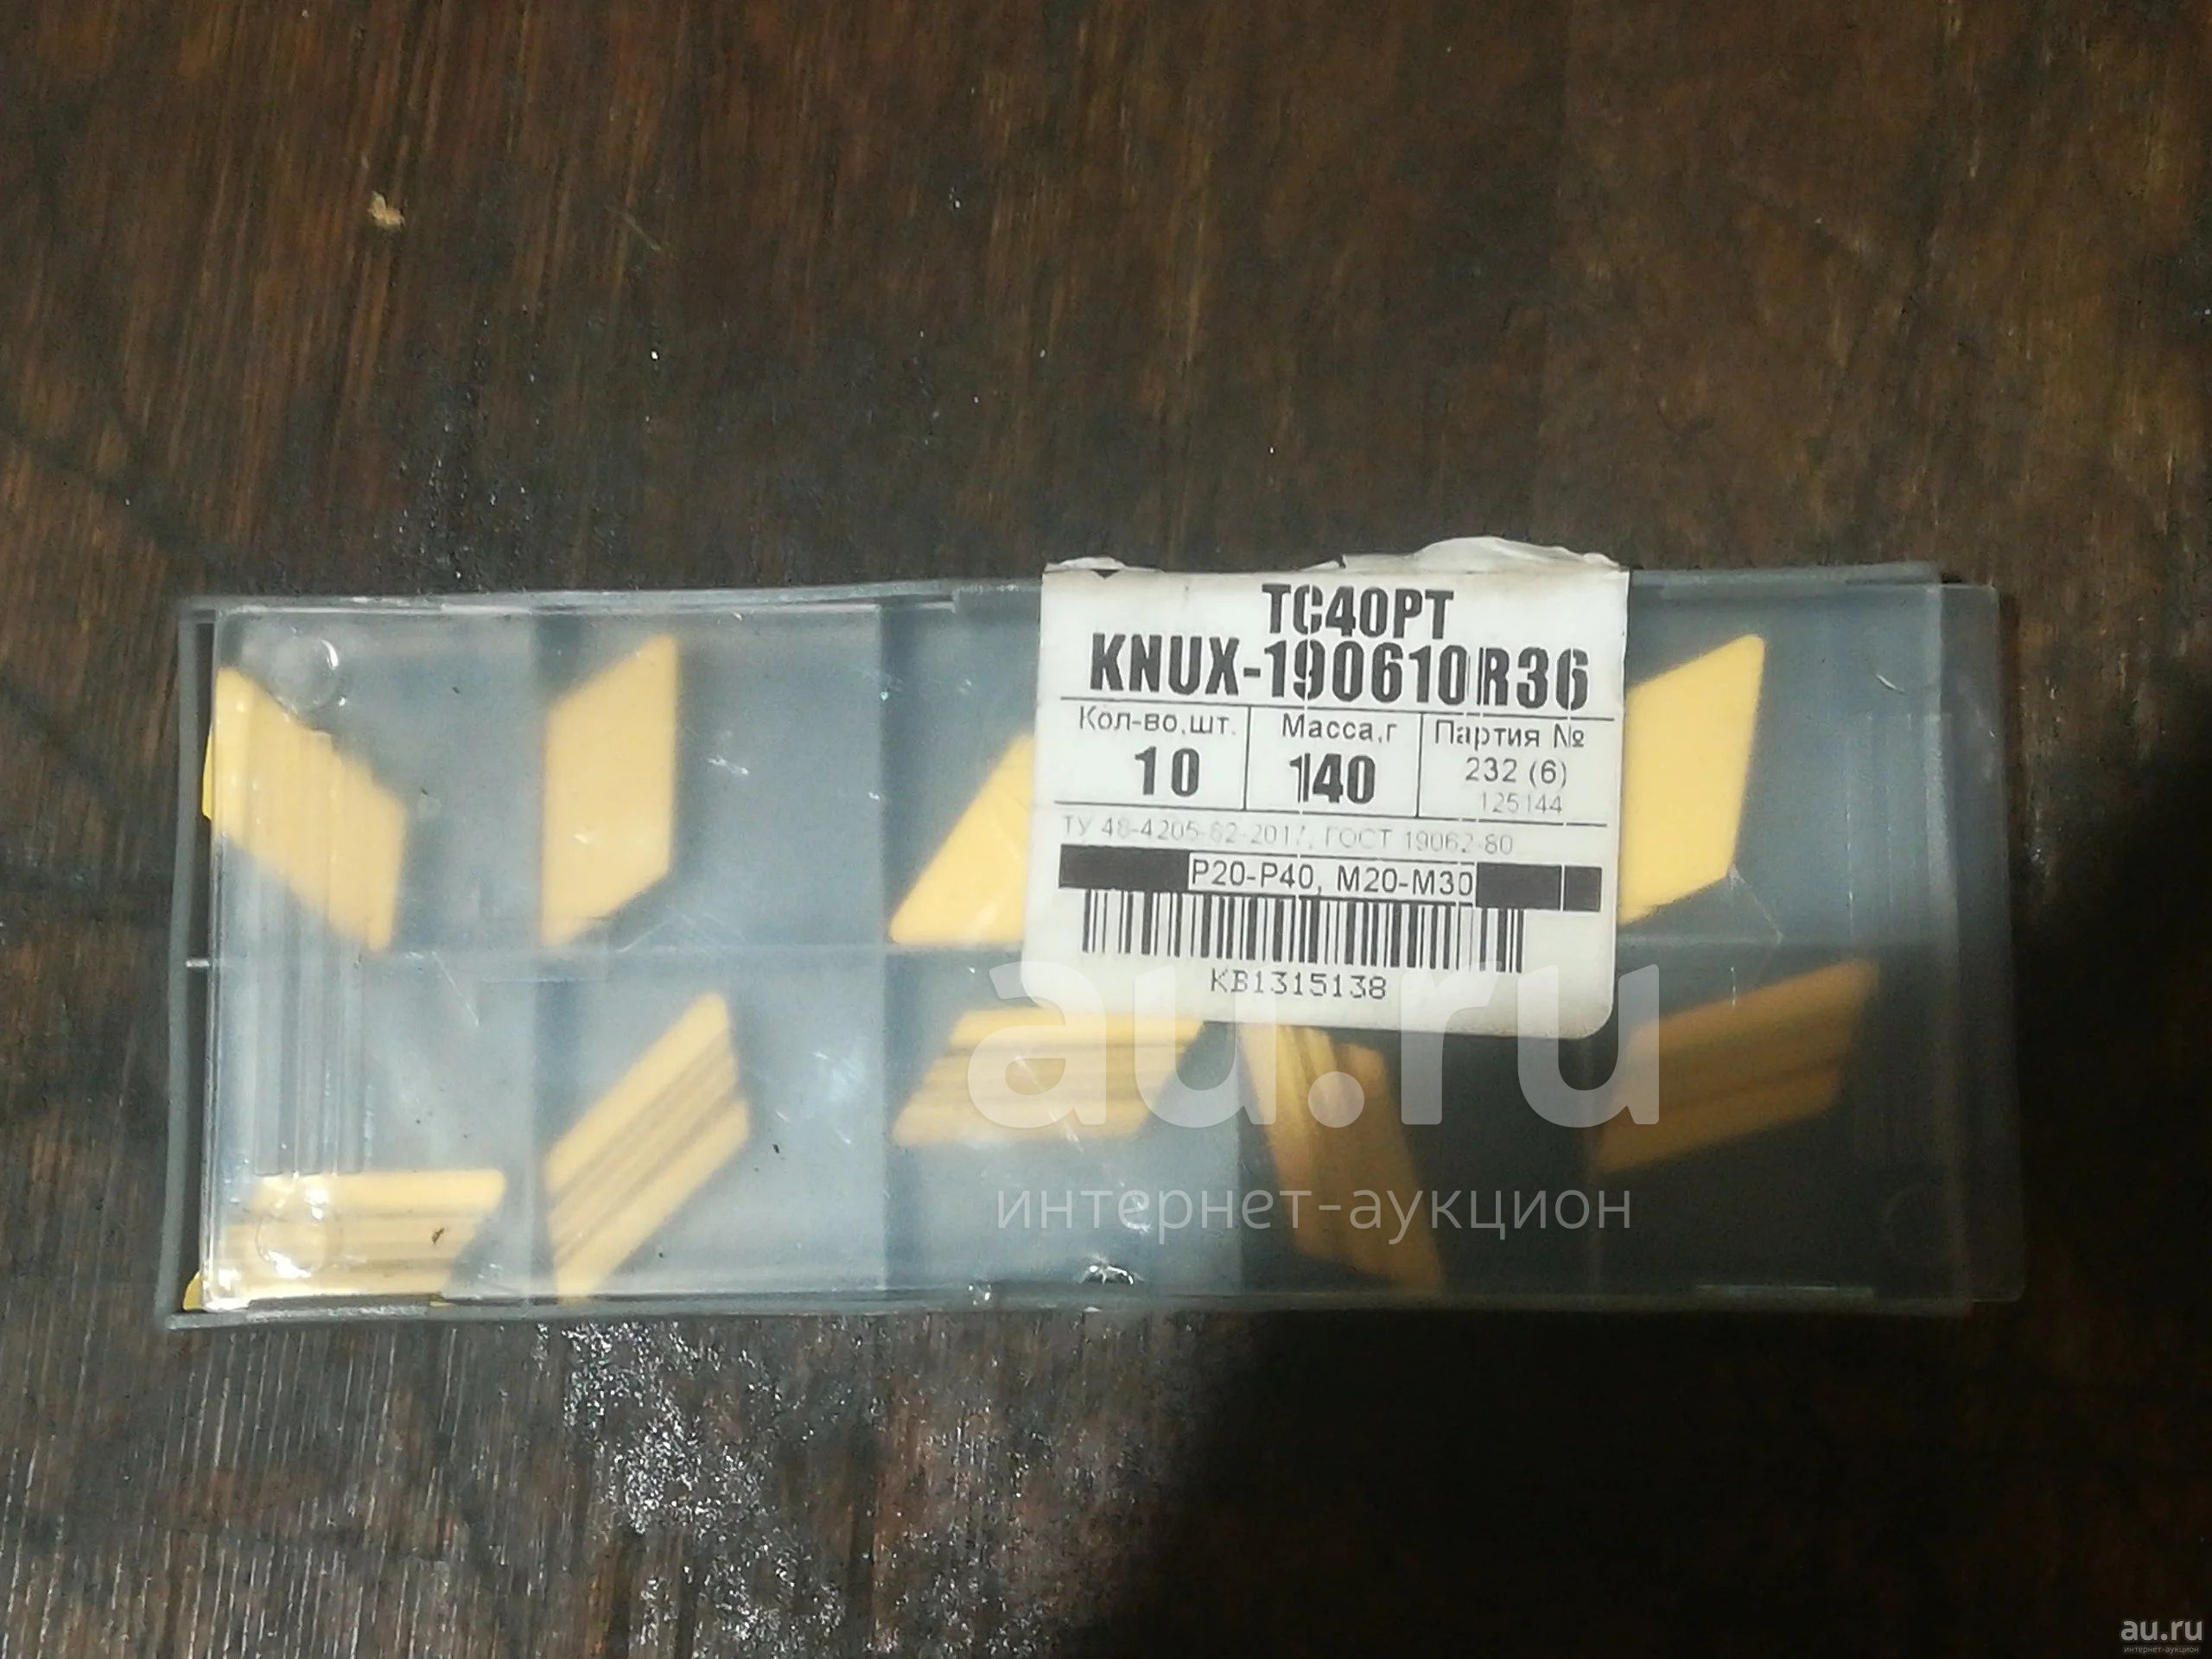 TC40PT
KNUX-190610R36
Кол-во,шт. Масса,г Партия №
10 140 232 (6)
125144
ТУ 48-4205-62-2017, ГОСТ 19062-80
P20-P40, M20-M30
KB1315138
au.ru
интернет-аукцион
au.ru
интернет-аукцион